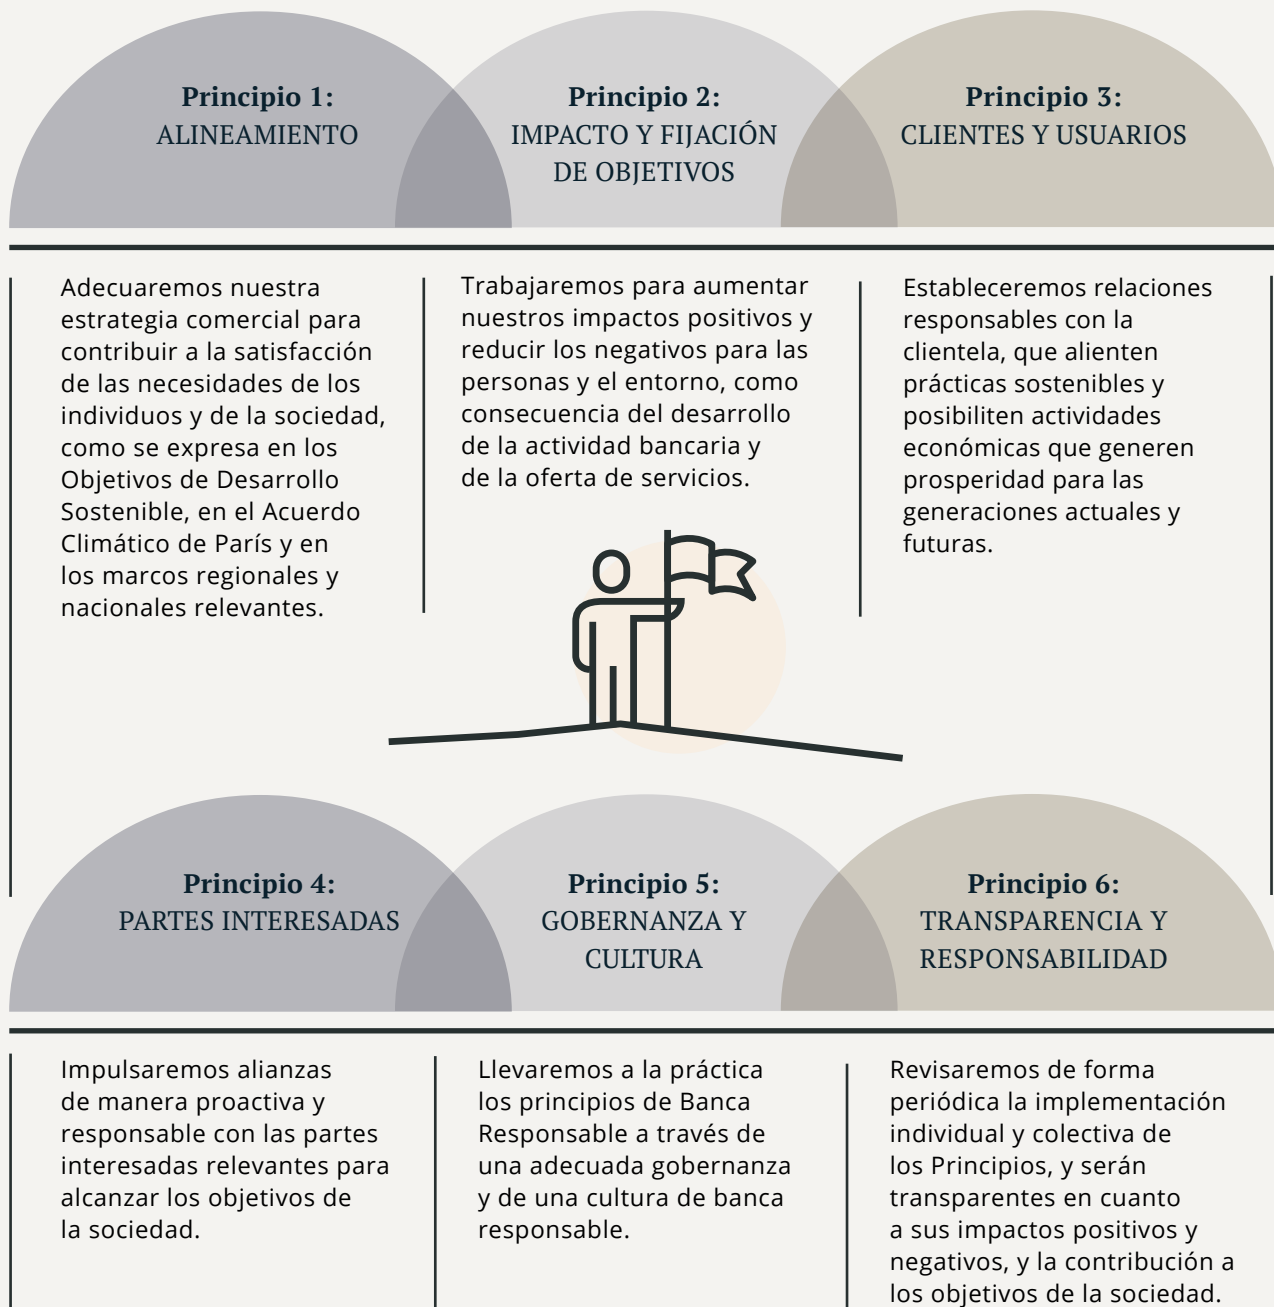 Principio 1:
ALINEAMIENTO
Principio 2:
IMPACTO Y FIJACIÓN
DE OBJETIVOS
Principio 3:
CLIENTES Y USUARIOS
Adecuaremos nuestra
estrategia comercial para
contribuir a la satisfacción
de las necesidades de los
individuos y de la sociedad,
como se expresa en los
Objetivos de Desarrollo
Sostenible, en el Acuerdo
Climático de París y en
los marcos regionales y
nacionales relevantes.
Trabajaremos para aumentar
nuestros impactos positivos y
reducir los negativos para las
personas y el entorno, como
consecuencia del desarrollo
de la actividad bancaria y
de la oferta de servicios.
Estableceremos relaciones
responsables con la
clientela, que alienten
prácticas sostenibles y
posibiliten actividades
económicas que generen
prosperidad para las
generaciones actuales y
futuras.
Principio 4:
PARTES INTERESADAS
Principio 5:
GOBERNANZA Y
CULTURA
Principio 6:
TRANSPARENCIA Y
RESPONSABILIDAD
Impulsaremos alianzas
de manera proactiva y
responsable con las partes
interesadas relevantes para
alcanzar los objetivos de
la sociedad.
Llevaremos a la práctica
los principios de Banca
Responsable a través de
una adecuada gobernanza
y de una cultura de banca
responsable.
Revisaremos de forma
periódica la implementación
individual y colectiva de
los Principios, y serán
transparentes en cuanto
a sus impactos positivos y
negativos, y la contribución a
los objetivos de la sociedad.